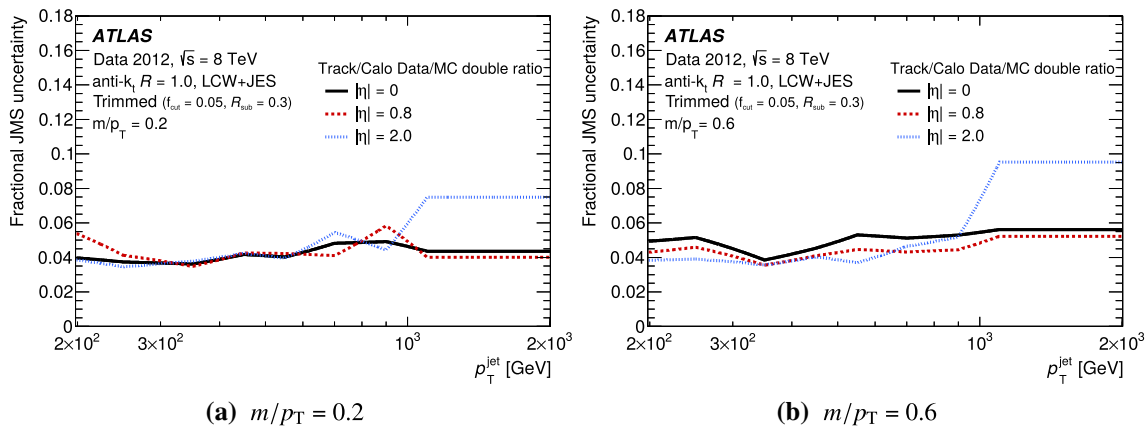 Fractional JMS uncertainty
0.18
0.16
0.14
0.12
0.1
0.08
0.06
0.04
0.02
0
ATLAS
Data 2012, √s = 8 TeV
anti-kt R = 1.0, LCW+JES
Trimmed (fcut = 0.05, Rsub = 0.3)
m/pT = 0.2
Track/Calo Data/MC double ratio
|η| = 0
|η| = 0.8
|η| = 2.0
2×10² 3×10² 10³ 2×10³
pTjet [GeV]
(a) m/pT = 0.2
Fractional JMS uncertainty
0.18
0.16
0.14
0.12
0.1
0.08
0.06
0.04
0.02
0
ATLAS
Data 2012, √s = 8 TeV
anti-kt R = 1.0, LCW+JES
Trimmed (fcut = 0.05, Rsub = 0.3)
m/pT = 0.6
Track/Calo Data/MC double ratio
|η| = 0
|η| = 0.8
|η| = 2.0
2×10² 3×10² 10³ 2×10³
pTjet [GeV]
(b) m/pT = 0.6